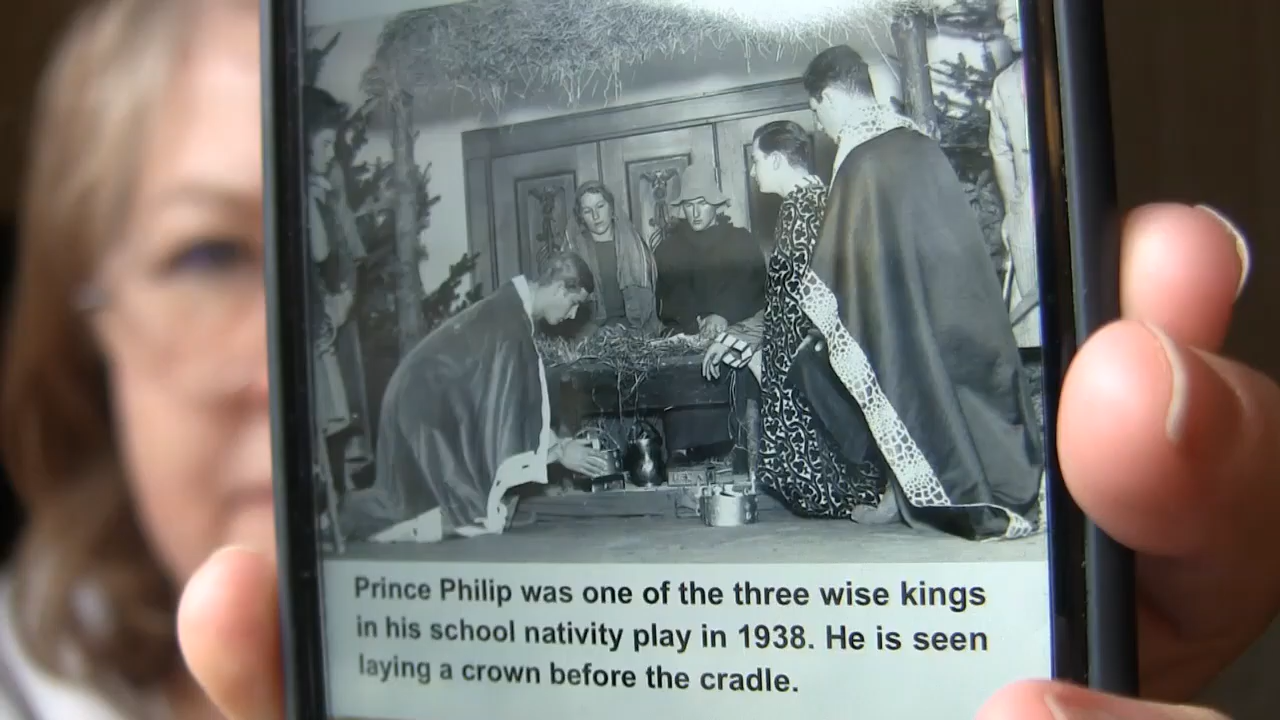 Prince Philip was one of the three wise kings
in his school nativity play in 1938. He is seen
laying a crown before the cradle.